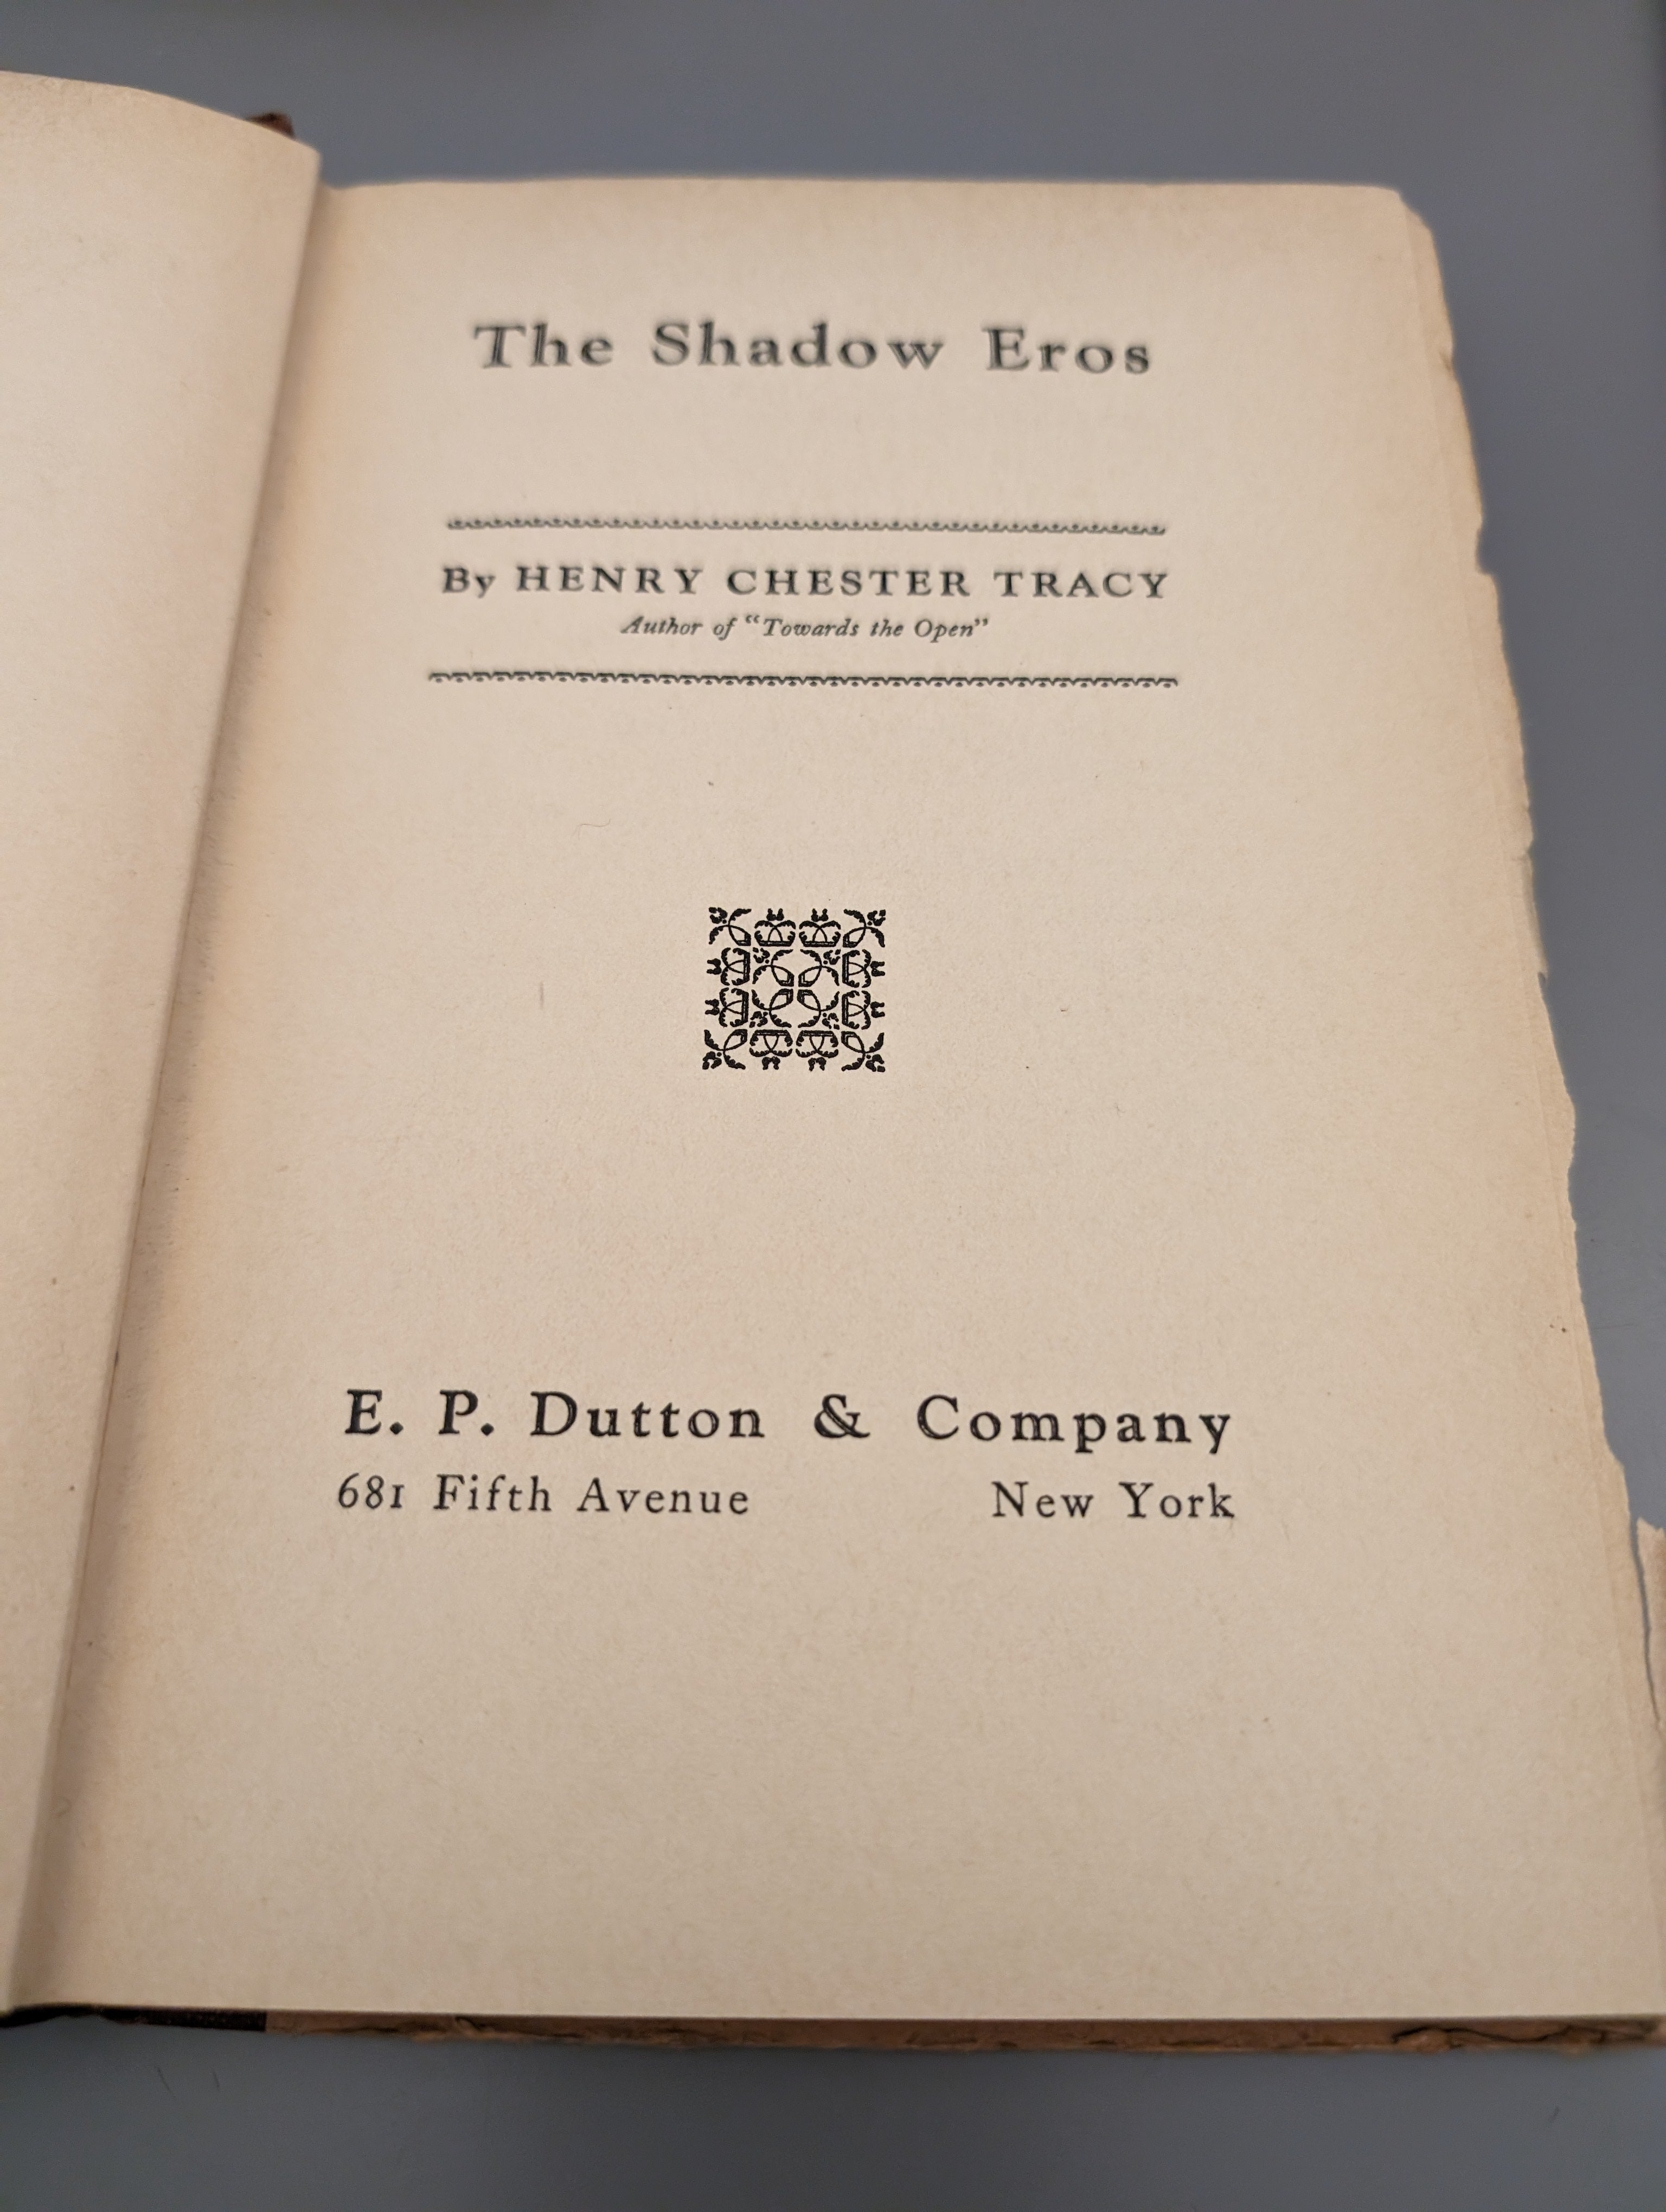 The Shadow Eros
By HENRY CHESTER TRACY
Author of “Towards the Open”
E. P. Dutton & Company
681 Fifth Avenue New York